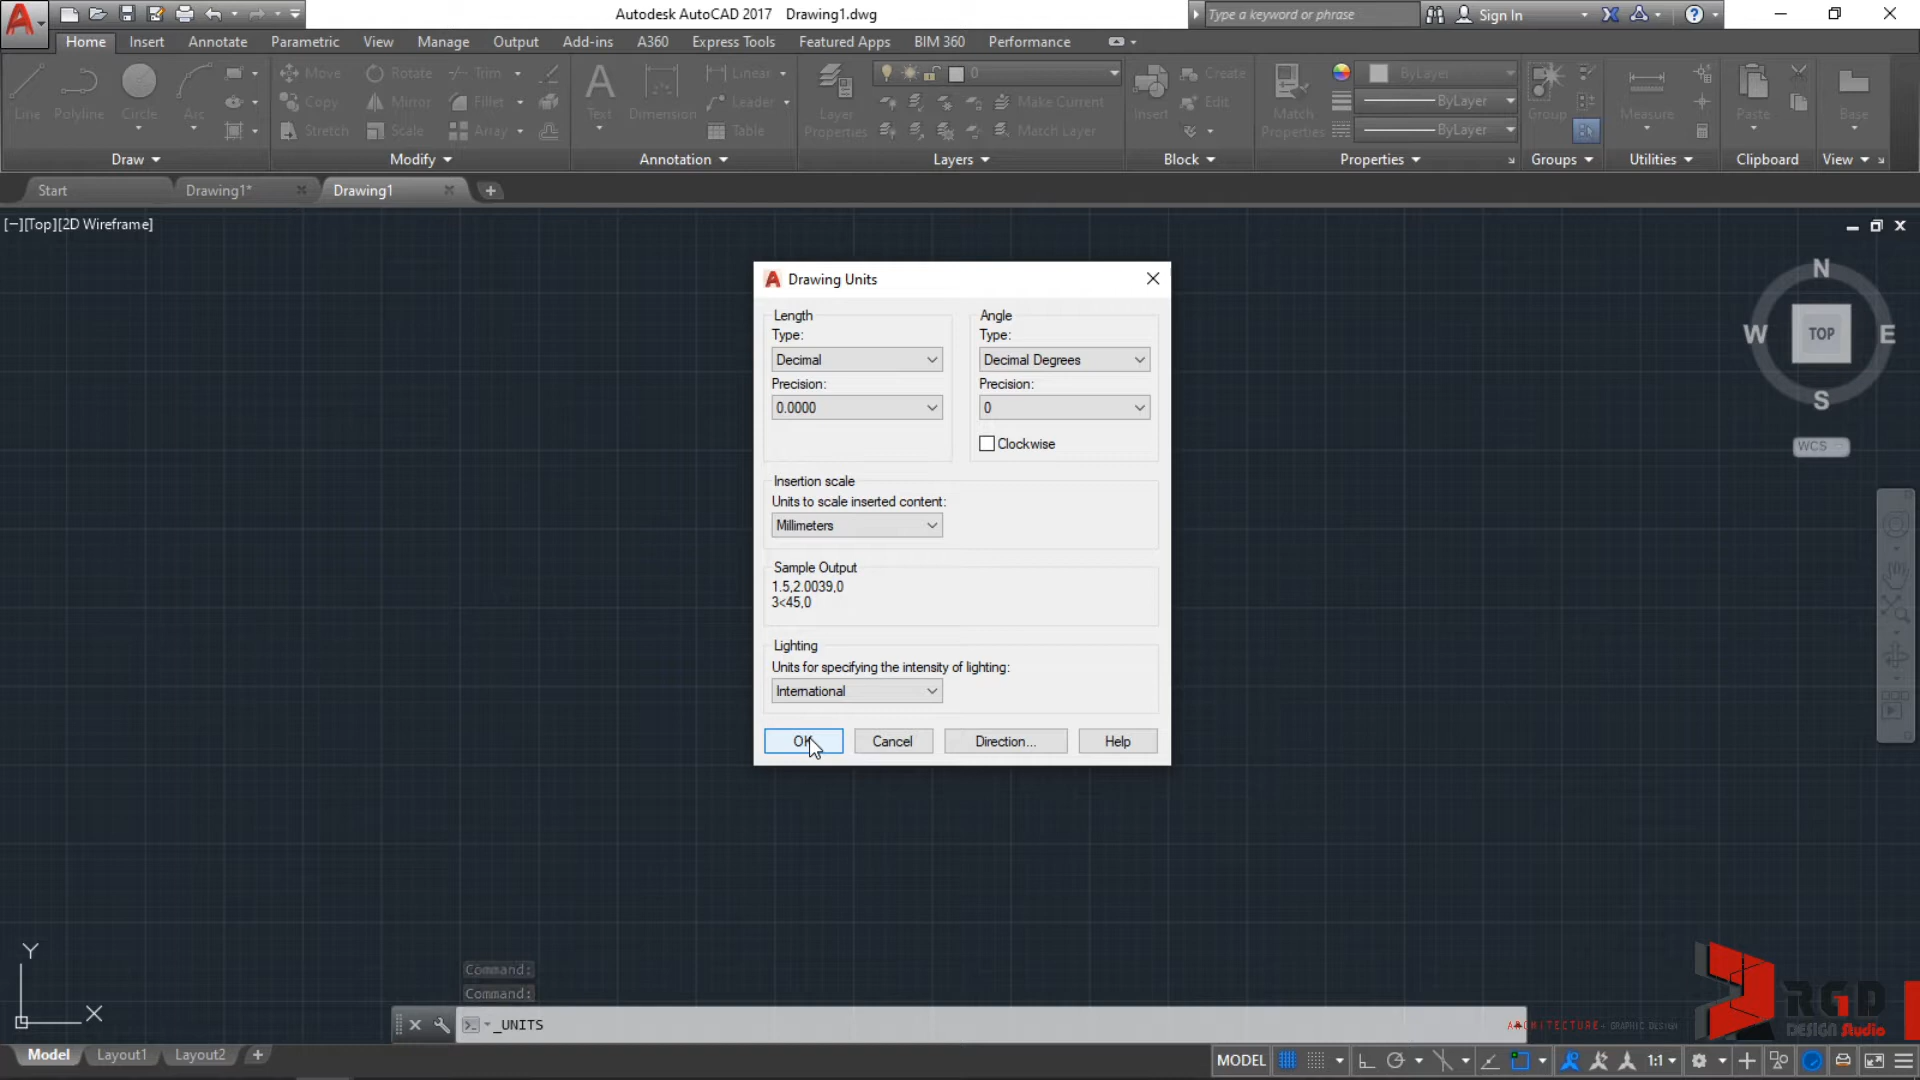 Autodesk AutoCAD 2017 Drawing1.dwg
Type a keyword or phrase
Sign In
Home Insert Annotate Parametric View Manage Output Add-ins A360 Express Tools Featured Apps BIM 360 Performance
Line
Polyline
Circle
Arc
Move Rotate Trim
Copy Mirror Fillet
Stretch Scale Array
Text
Dimension
Linear
Leader
Table
Layer
Properties
0
Make Current
Match Layer
Insert
Create
Edit
Match
Properties
ByLayer
ByLayer
ByLayer
Group
Measure
Paste
Base
Draw Modify Annotation Layers Block Properties Groups Utilities Clipboard View
Start Drawing1* Drawing1
[−][Top][2D Wireframe]
Drawing Units
Length
Type:
Decimal
Precision:
0.0000
Angle
Type:
Decimal Degrees
Precision:
0
Clockwise
Insertion scale
Units to scale inserted content:
Millimeters
Sample Output
1.5,2.0039,0
3<45,0
Lighting
Units for specifying the intensity of lighting:
International
OK Cancel Direction... Help
N
W TOP E
S
WCS
Y
X
Command:
Command:
_UNITS
RGD
DESIGN Studio
ARCHITECTURE + GRAPHIC DESIGN
Model Layout1 Layout2
MODEL 1:1